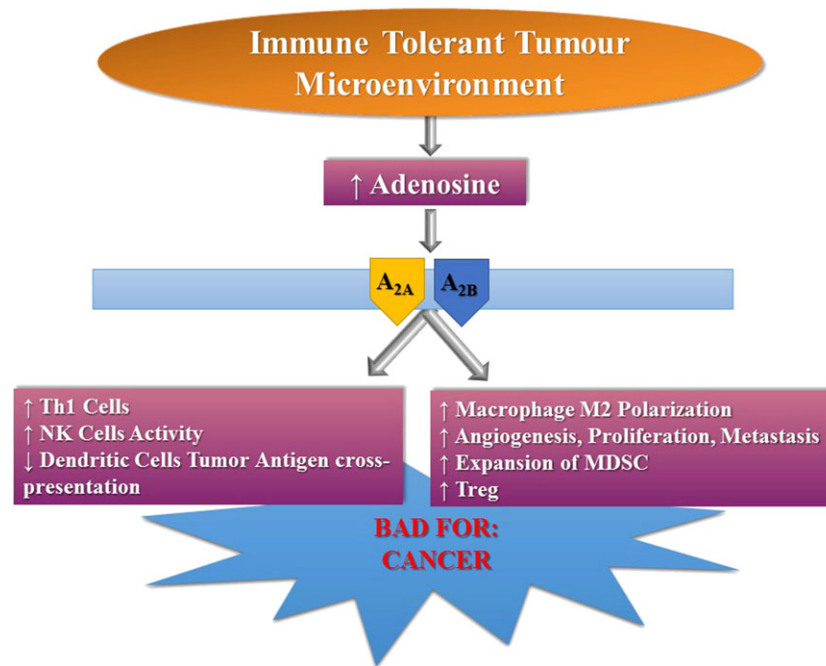 Immune Tolerant Tumour
Microenvironment
↑ Adenosine
A2A
A2B
↑ Th1 Cells
↑ NK Cells Activity
↓ Dendritic Cells Tumor Antigen cross-
presentation
↑ Macrophage M2 Polarization
↑ Angiogenesis, Proliferation, Metastasis
↑ Expansion of MDSC
↑ Treg
BAD FOR:
CANCER